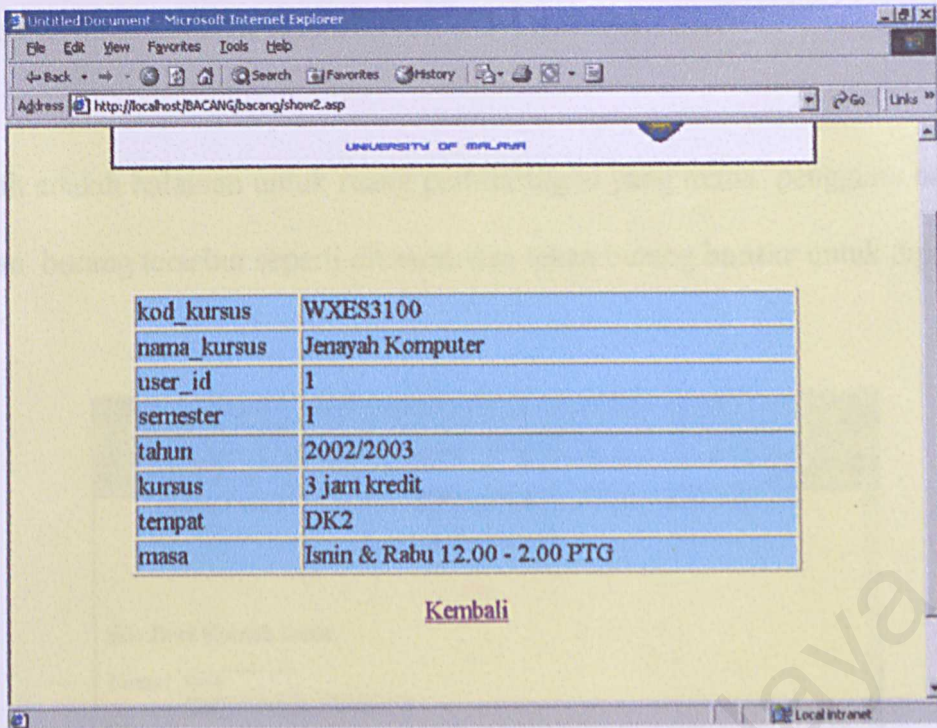 Untitled Document - Microsoft Internet Explorer
File Edit View Favorites Tools Help
Back Search Favorites History
Address http://localhost/BACANG/bacang/show2.asp Go Links »
UNIVERSITY OF MALAYA
kod_kursus WXES3100
nama_kursus Jenayah Komputer
user_id 1
semester 1
tahun 2002/2003
kursus 3 jam kredit
tempat DK2
masa Isnin & Rabu 12.00 - 2.00 PTG
Kembali
Local intranet